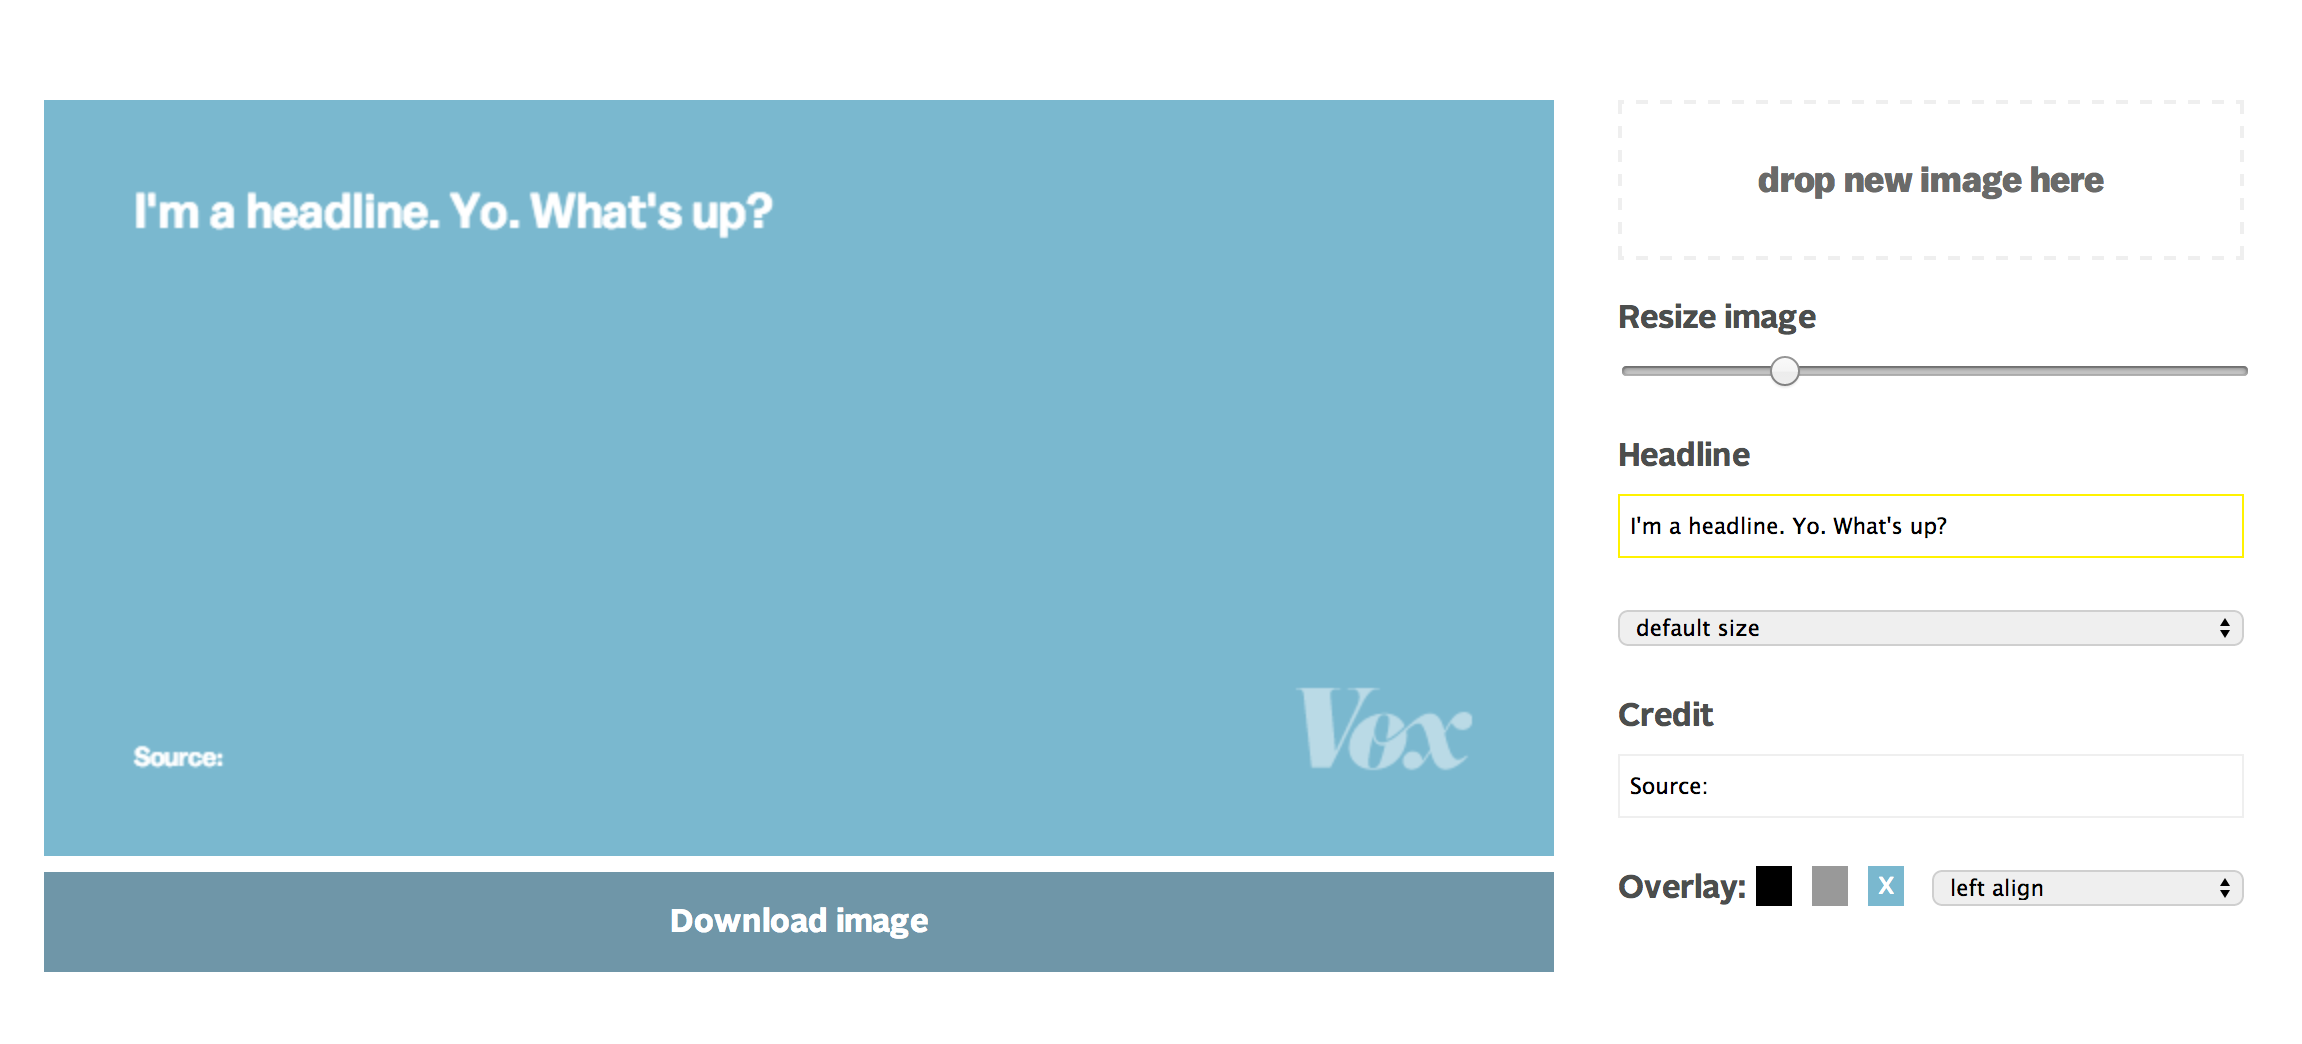 I'm a headline. Yo. What's up?
Source:
Vox
Download image
drop new image here
Resize image
Headline
I'm a headline. Yo. What's up?
default size
Credit
Source:
Overlay: X left align